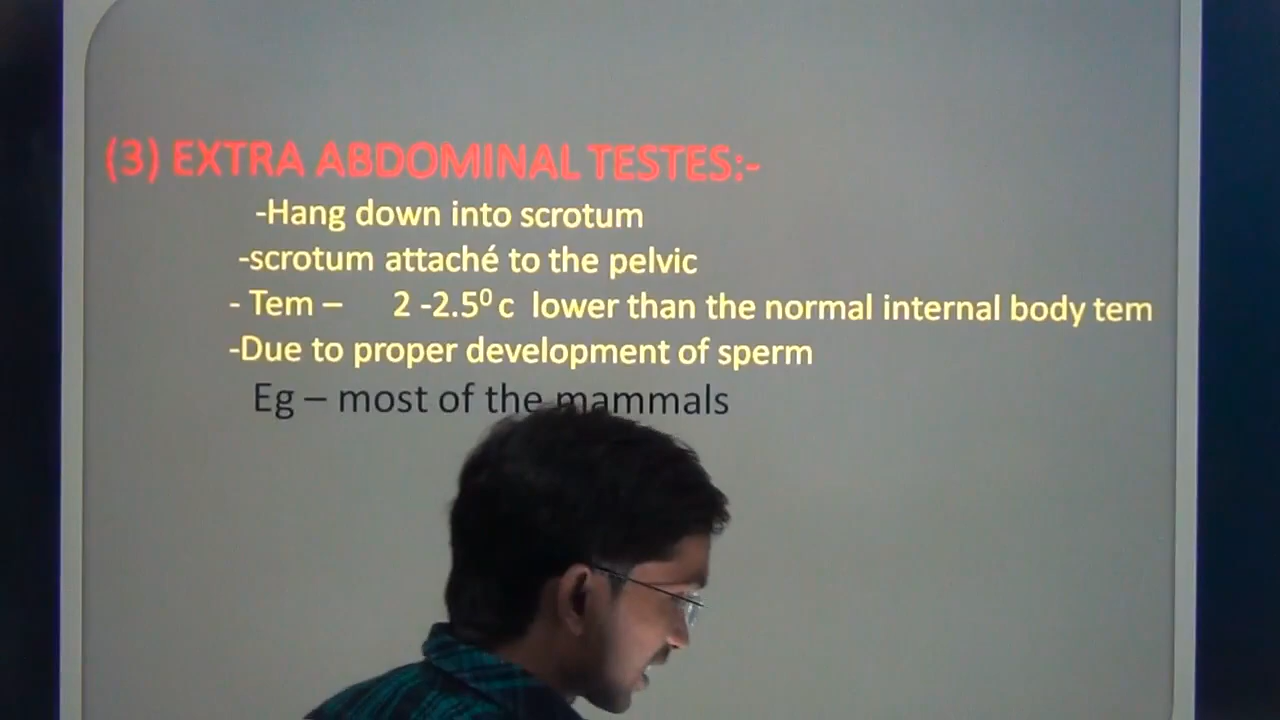 (3) EXTRA ABDOMINAL TESTES:-
-Hang down into scrotum
-scrotum attaché to the pelvic
- Tem – 2 -2.5⁰ c lower than the normal internal body tem
-Due to proper development of sperm
Eg – most of the mammals